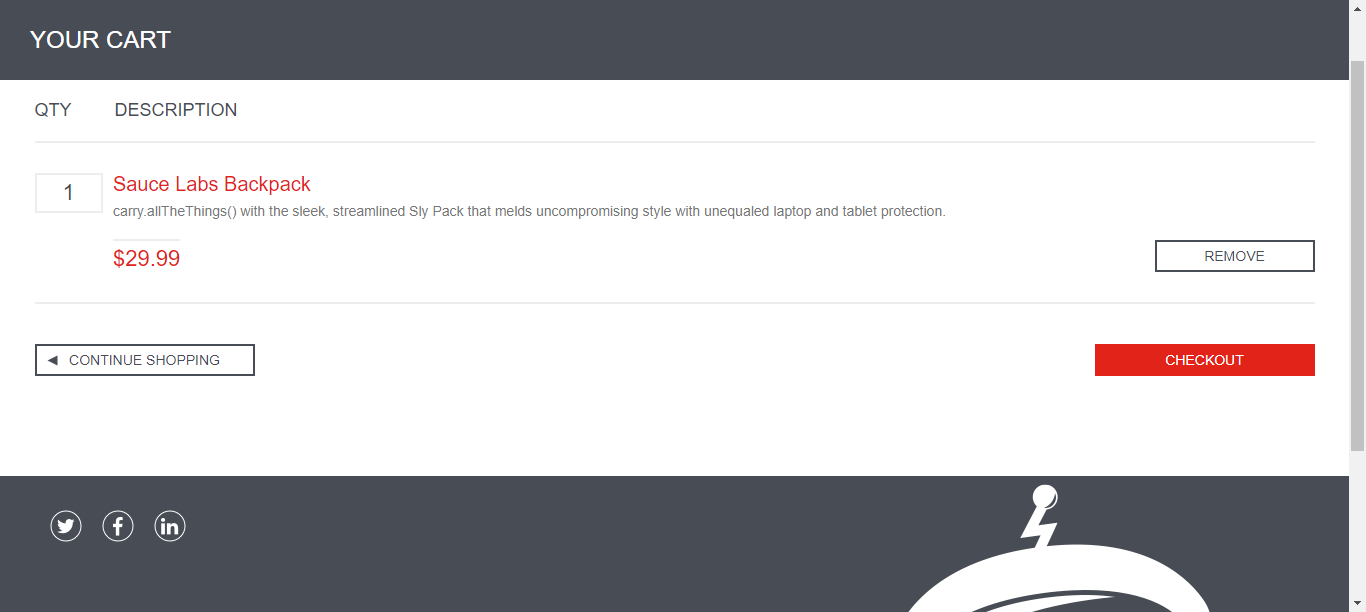 YOUR CART
QTY DESCRIPTION
1 Sauce Labs Backpack
carry.allTheThings() with the sleek, streamlined Sly Pack that melds uncompromising style with unequaled laptop and tablet protection.
$29.99 REMOVE
CONTINUE SHOPPING CHECKOUT